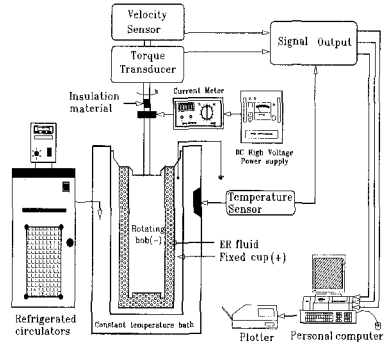 Velocity
Sensor
Signal Output
Torque
Transducer
Current Meter
Insulation
material
DC High Voltage
Power supply
Temperature
Sensor
Rotating
bob(-)
ER fluid
Fixed cup(+)
Refrigerated
circulators
Constant temperature bath
Plotter
Personal computer